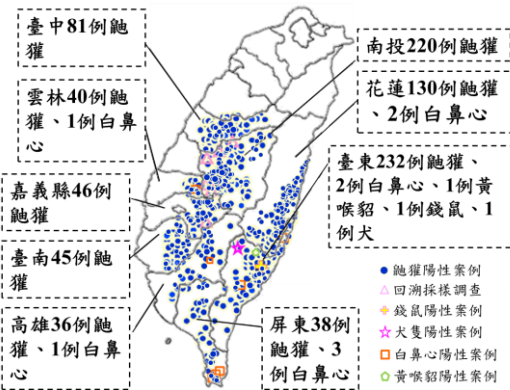 臺中81例鼬
獾
南投220例鼬獾
雲林40例鼬
獾、1例白鼻
心
花蓮130例鼬獾
、2例白鼻心
嘉義縣46例
鼬獾
臺東232例鼬獾、
2例白鼻心、1例黃
喉貂、1例錢鼠、1
例犬
臺南45例鼬
獾
高雄36例鼬
獾、1例白鼻
心
屏東38例
鼬獾、3
例白鼻心
鼬獾陽性案例
回溯採樣調查
錢鼠陽性案例
犬隻陽性案例
白鼻心陽性案例
黃喉貂陽性案例